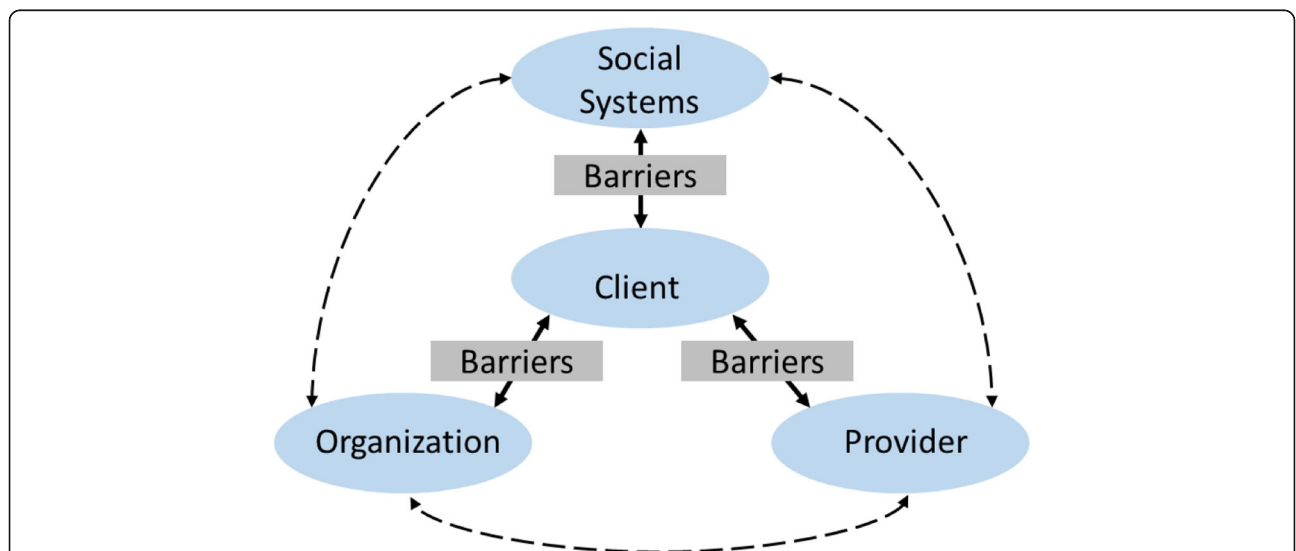 Social
Systems
Barriers
Client
Barriers
Barriers
Organization
Provider